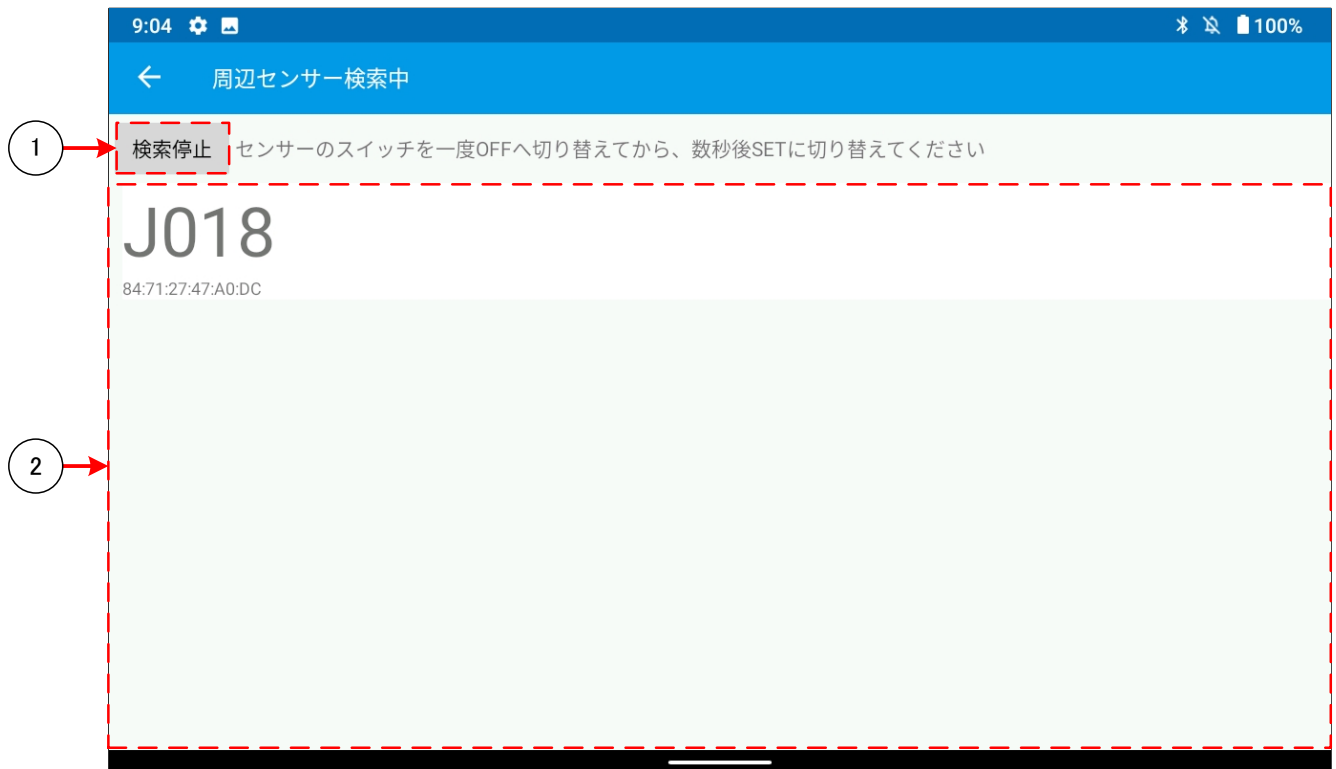 9:04 100%
周辺センサー検索中
1
検索停止 センサーのスイッチを一度OFFへ切り替えてから、数秒後SETに切り替えてください
J018
84:71:27:47:A0:DC
2